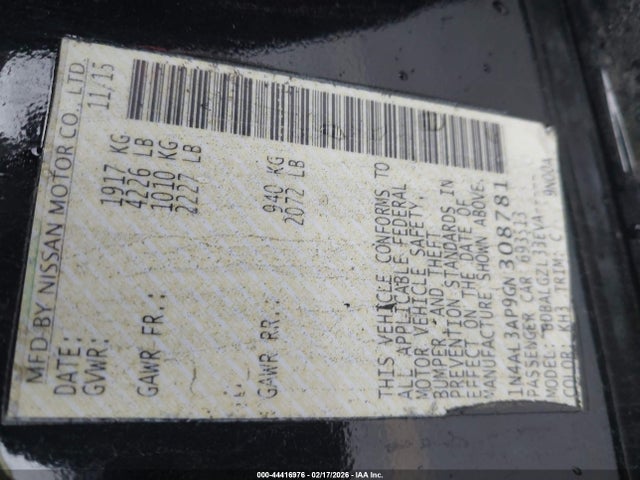 MFD BY NISSAN MOTOR CO., LTD.
DATE: 11/15
GVWR: 1917 KG
4226 LB
GAWR FR.: 1010 KG
2227 LB
GAWR RR.: 940 KG
2072 LB
THIS VEHICLE CONFORMS TO
ALL APPLICABLE FEDERAL
MOTOR VEHICLE SAFETY,
BUMPER, AND THEFT
PREVENTION STANDARDS IN
EFFECT ON THE DATE OF
MANUFACTURE SHOWN ABOVE.
1N4AL3AP9GN308781
PASSENGER CAR 693S13
MODEL:
COLOR: KH3 TRIM: C
000-44416976 - 02/17/2026 - IAA Inc.